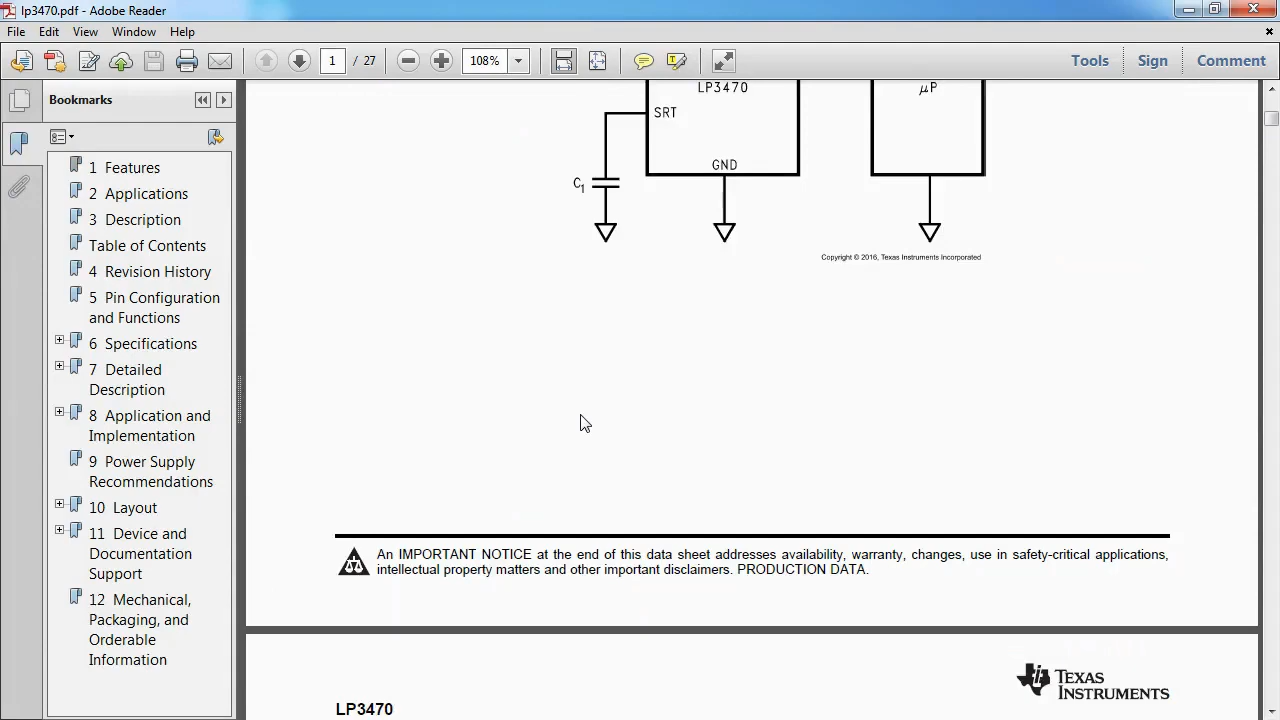 lp3470.pdf - Adobe Reader
File Edit View Window Help
1 / 27 108% Tools Sign Comment
Bookmarks
1 Features
2 Applications
3 Description
Table of Contents
4 Revision History
5 Pin Configuration
and Functions
6 Specifications
7 Detailed
Description
8 Application and
Implementation
9 Power Supply
Recommendations
10 Layout
11 Device and
Documentation
Support
12 Mechanical,
Packaging, and
Orderable
Information
LP3470
SRT
GND
C1
μP
Copyright © 2016, Texas Instruments Incorporated
An IMPORTANT NOTICE at the end of this data sheet addresses availability, warranty, changes, use in safety-critical applications,
intellectual property matters and other important disclaimers. PRODUCTION DATA.
TEXAS
INSTRUMENTS
LP3470